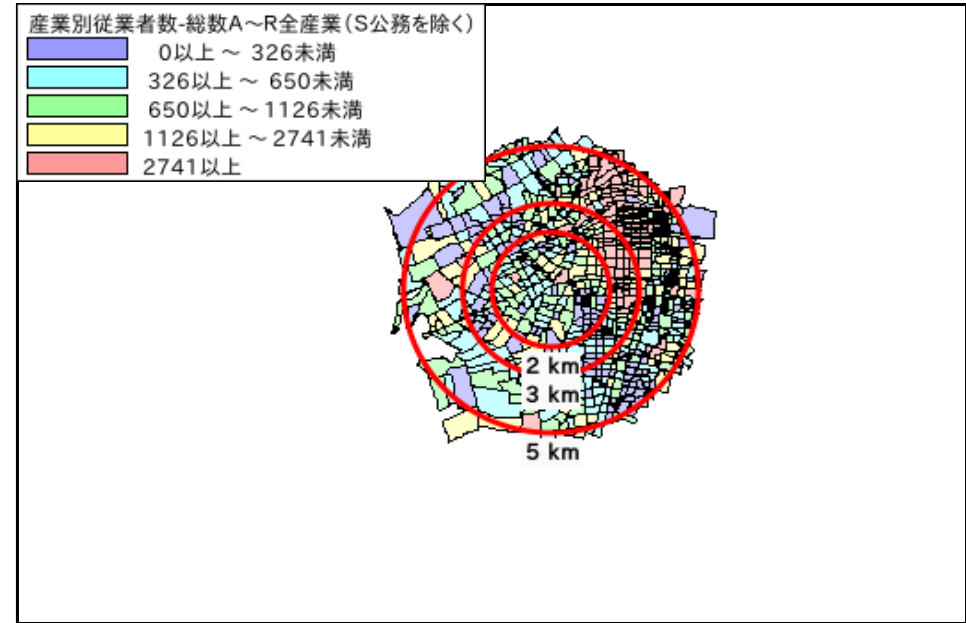 産業別従業者数-総数A～R全産業(S公務を除く)
0以上 ～ 326未満
326以上 ～ 650未満
650以上 ～ 1126未満
1126以上 ～ 2741未満
2741以上
2 km
3 km
5 km